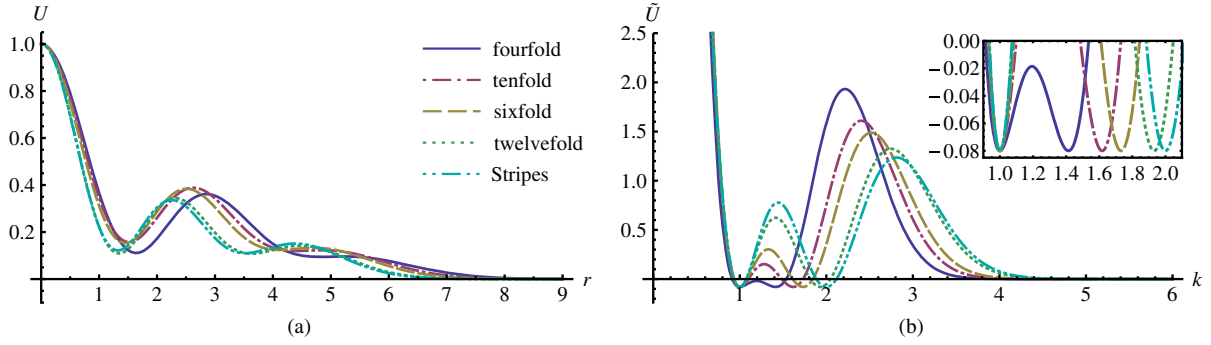 U
1.0
0.8
0.6
0.4
0.2
1 2 3 4 5 6 7 8 9 r
fourfold
tenfold
sixfold
twelvefold
Stripes
(a)
Ũ
2.5
2.0
1.5
1.0
0.5
1 2 3 4 5 6 k
0.00
−0.02
−0.04
−0.06
−0.08
1.0 1.2 1.4 1.6 1.8 2.0
(b)